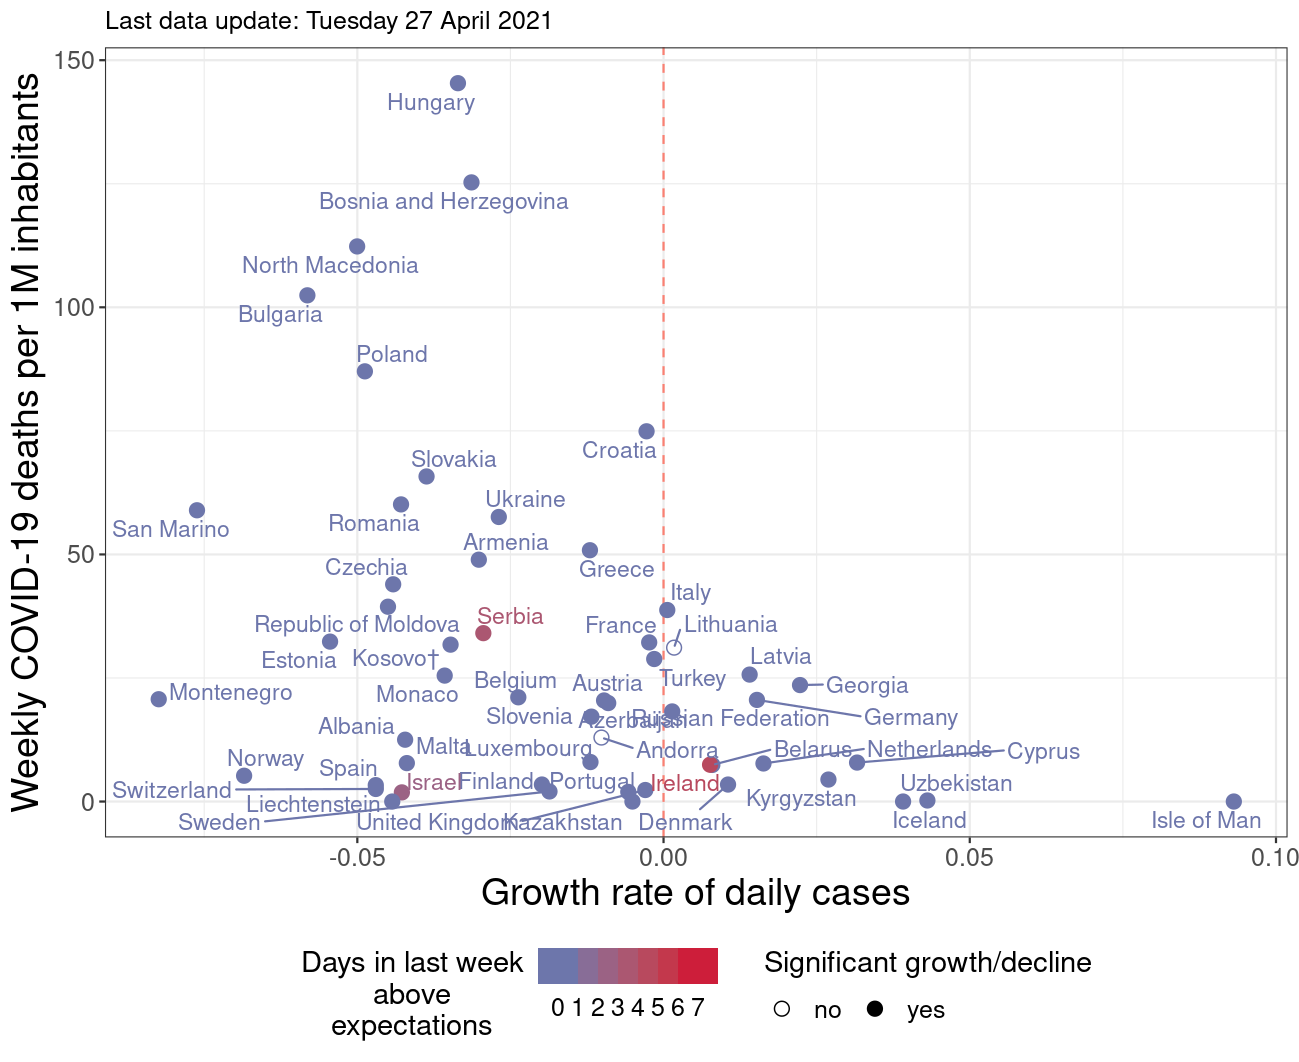 Last data update: Tuesday 27 April 2021
Weekly COVID-19 deaths per 1M inhabitants
150
100
50
0
Hungary
Bosnia and Herzegovina
North Macedonia
Bulgaria
Poland
Croatia
Slovakia
Ukraine
San Marino
Romania
Armenia
Czechia
Greece
Italy
Serbia
Republic of Moldova
France
Lithuania
Estonia
Kosovo†
Latvia
Turkey
Belgium
Austria
Georgia
Montenegro
Monaco
Slovenia
Azerbaijan
Russian Federation
Germany
Albania
Malta
Luxembourg
Andorra
Belarus
Netherlands
Cyprus
Norway
Spain
Israel
Finland
Portugal
Ireland
Uzbekistan
Switzerland
Liechtenstein
Kyrgyzstan
Sweden
United Kingdom
Kazakhstan
Denmark
Iceland
Isle of Man
-0.05
0.00
0.05
0.10
Growth rate of daily cases
Days in last week
above
expectations
0 1 2 3 4 5 6 7
Significant growth/decline
no
yes